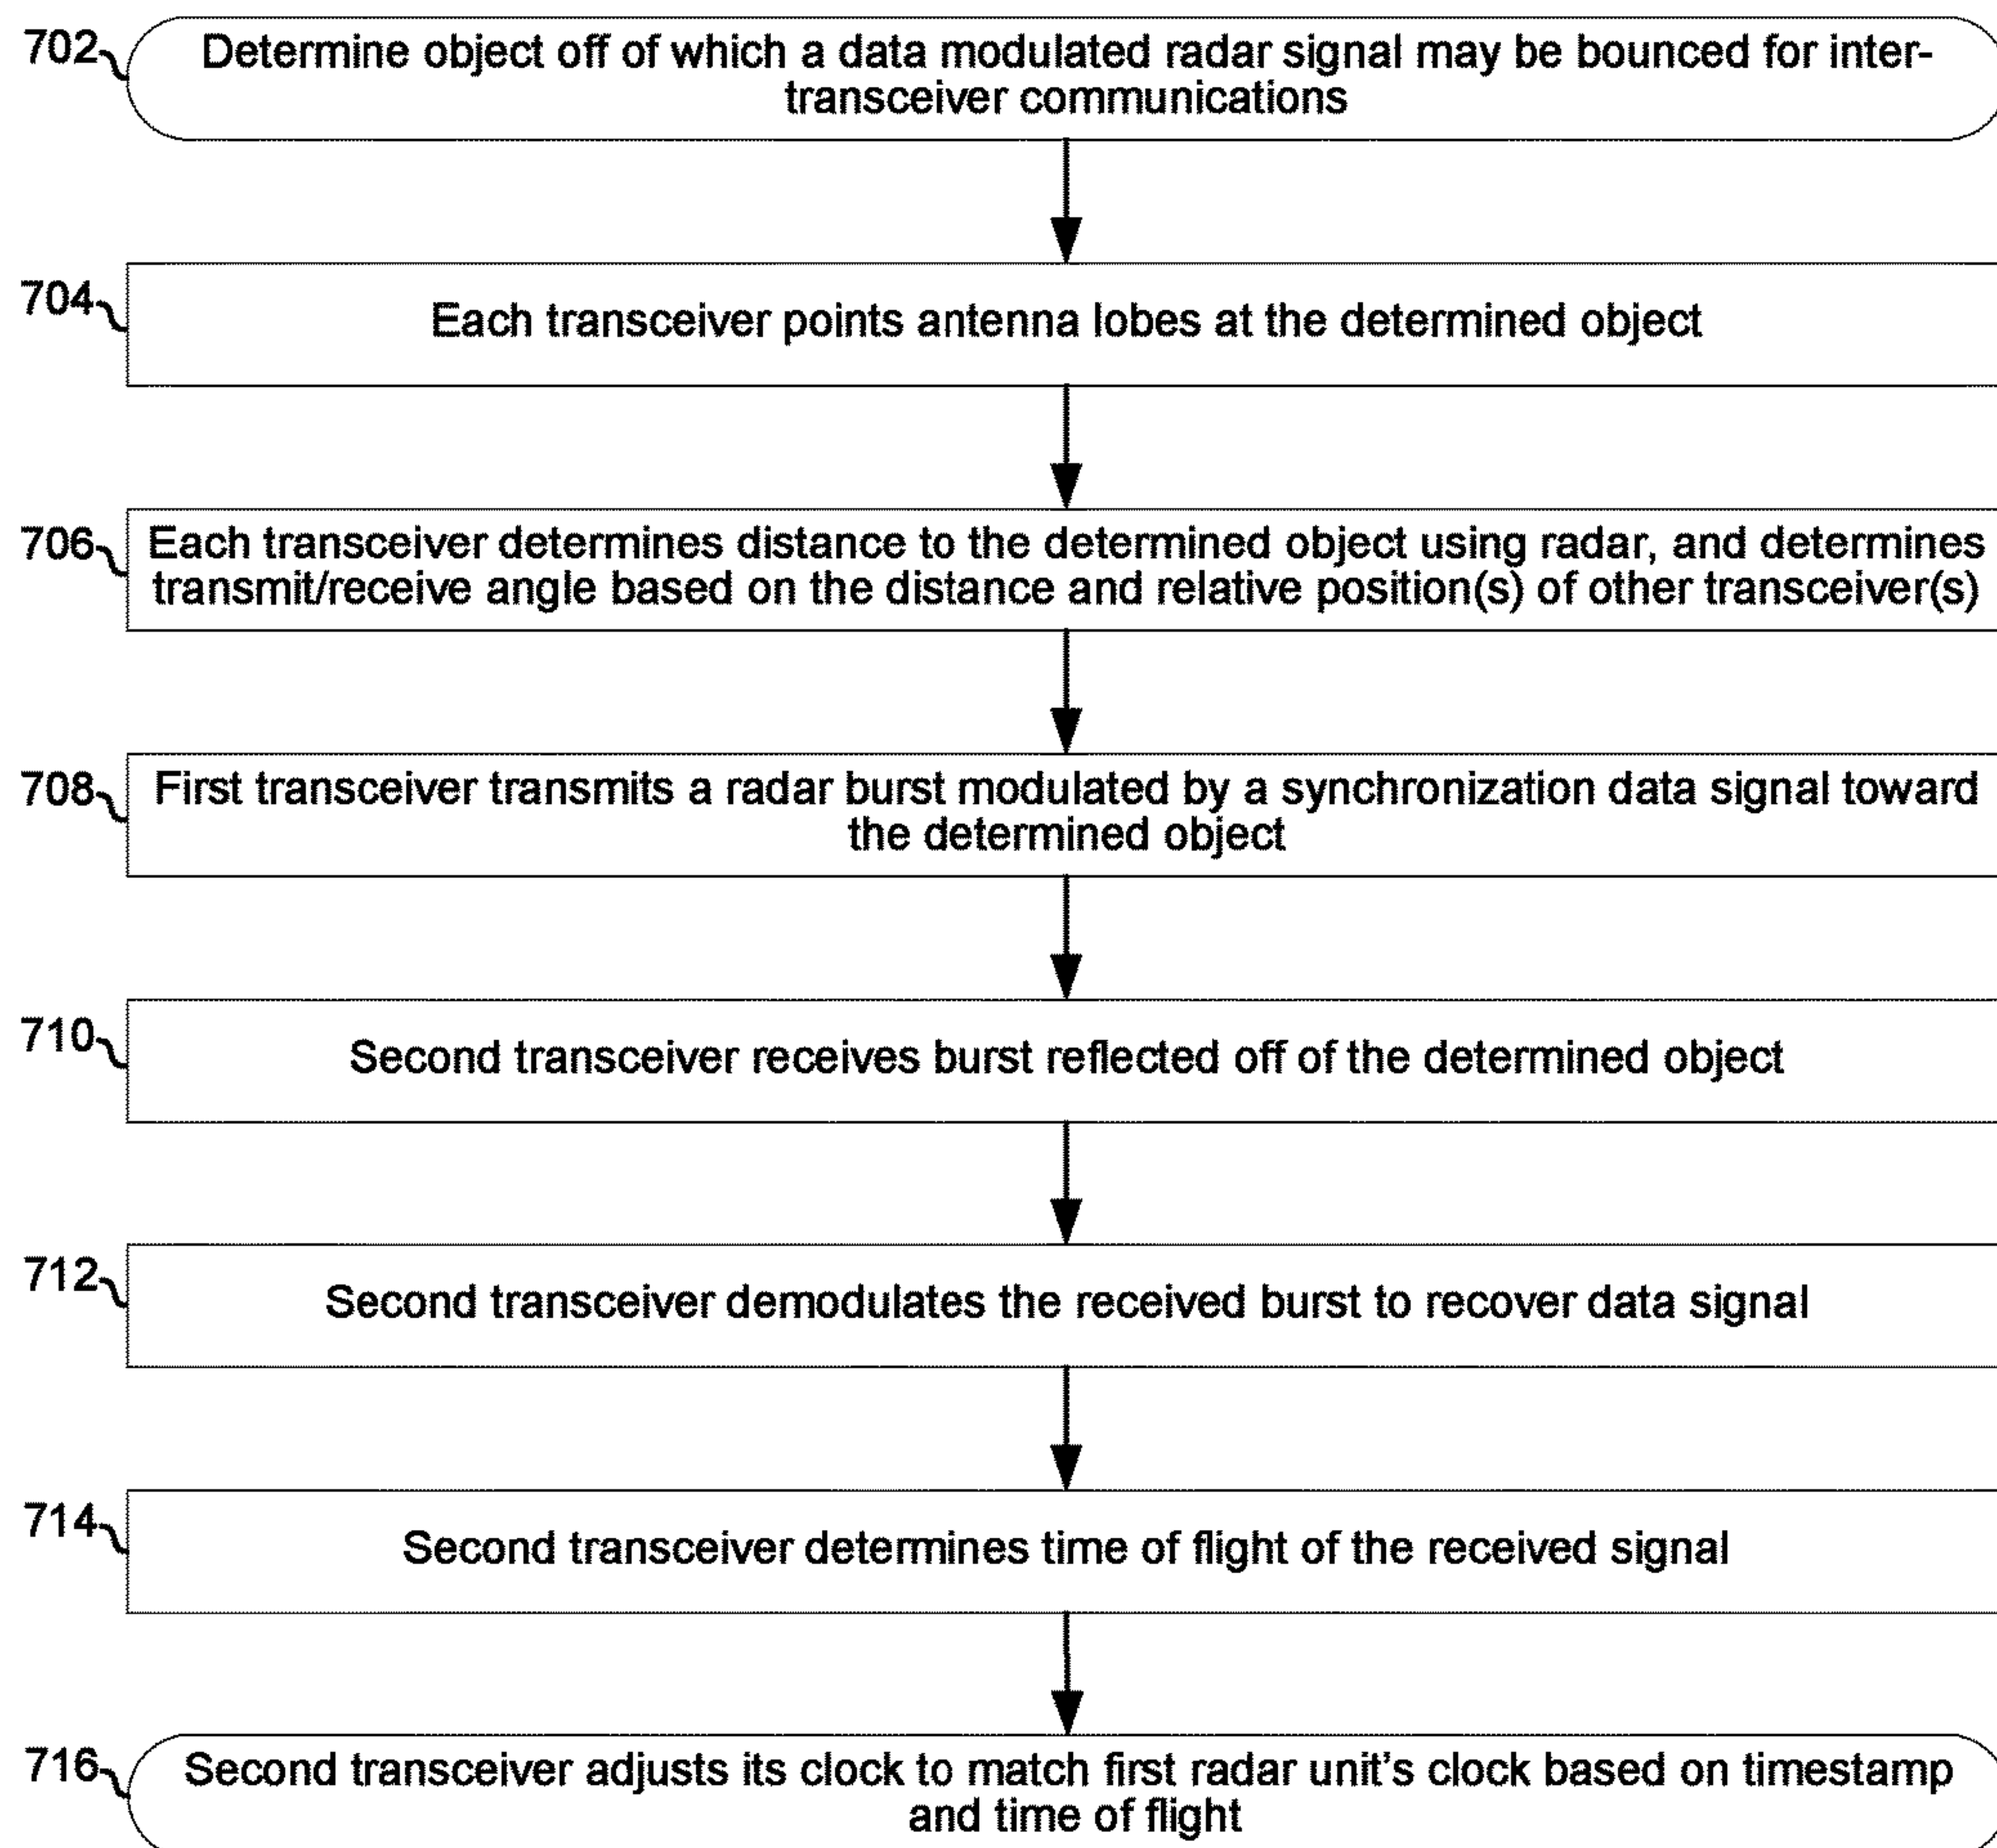 702
Determine object off of which a data modulated radar signal may be bounced for inter-
transceiver communications
704
Each transceiver points antenna lobes at the determined object
706
Each transceiver determines distance to the determined object using radar, and determines
transmit/receive angle based on the distance and relative position(s) of other transceiver(s)
708
First transceiver transmits a radar burst modulated by a synchronization data signal toward
the determined object
710
Second transceiver receives burst reflected off of the determined object
712
Second transceiver demodulates the received burst to recover data signal
714
Second transceiver determines time of flight of the received signal
716
Second transceiver adjusts its clock to match first radar unit's clock based on timestamp
and time of flight